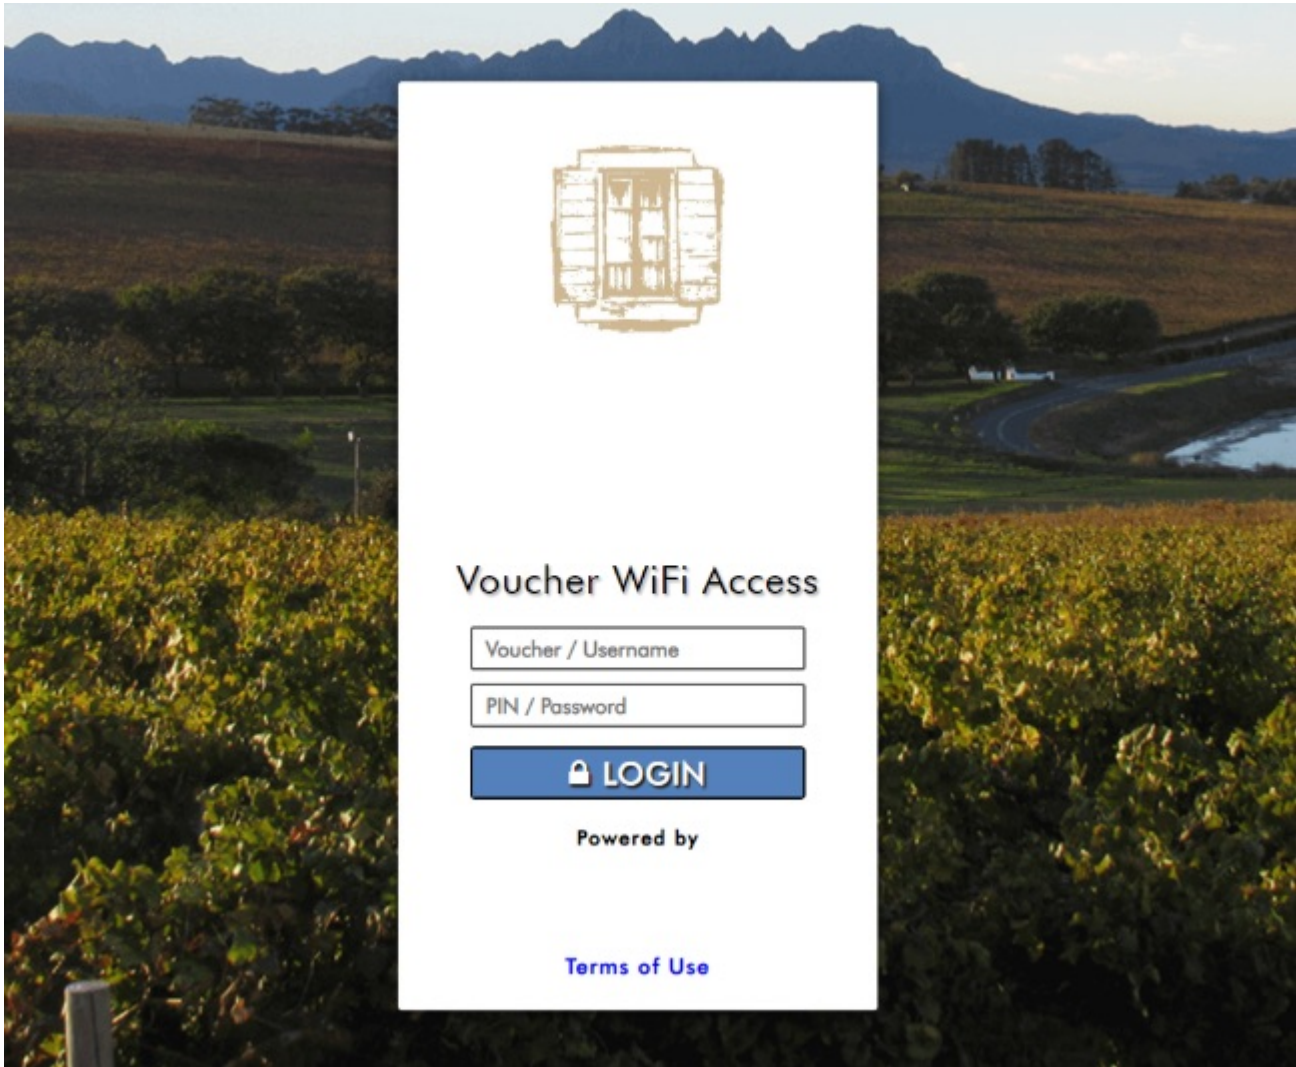 Voucher WiFi Access
Voucher / Username
PIN / Password
LOGIN
Powered by
Terms of Use